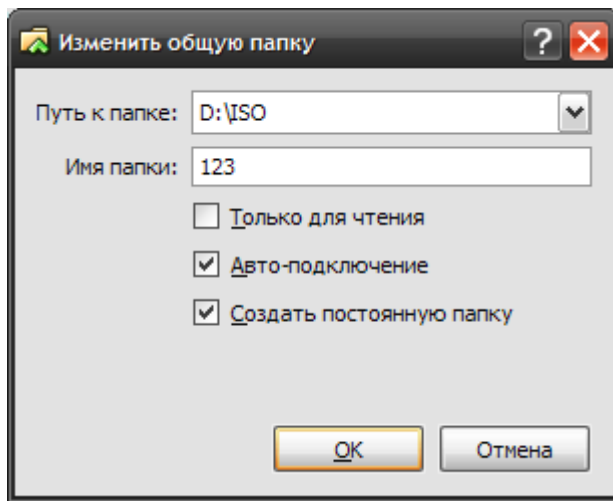 Изменить общую папку
?
Путь к папке: D:\ISO
Имя папки: 123
Только для чтения
Авто-подключение
Создать постоянную папку
OK Отмена